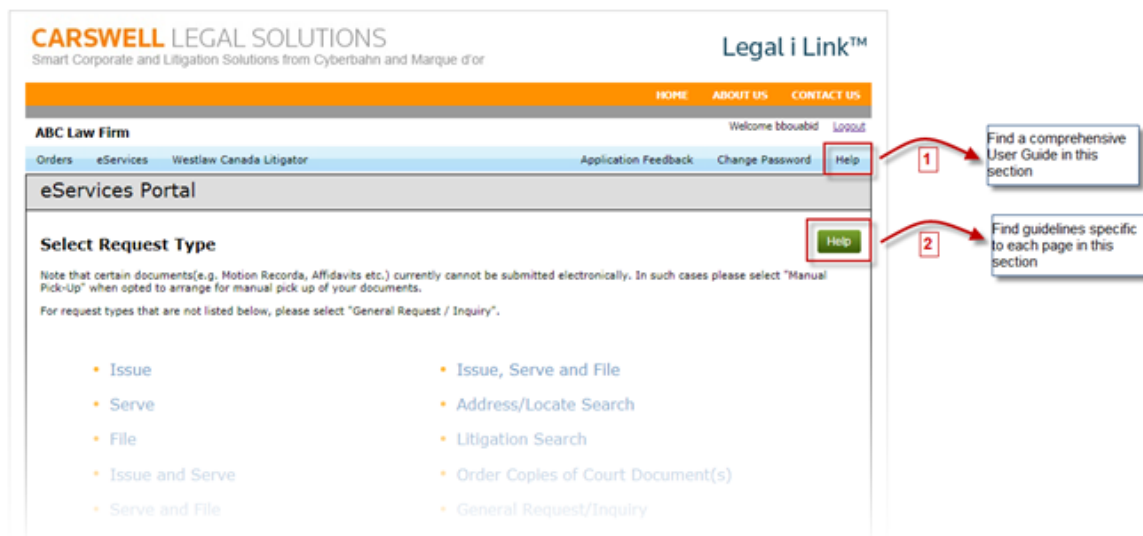 CARSWELL LEGAL SOLUTIONS
Smart Corporate and Litigation Solutions from Cyberbahn and Marque d'or
Legal i Link™
HOME ABOUT US CONTACT US
ABC Law Firm
Welcome bbouabid Logout
Orders eServices Westlaw Canada Litigator Application Feedback Change Password Help
1
Find a comprehensive
User Guide in this
section
eServices Portal
Select Request Type
Help
2
Find guidelines specific
to each page in this
section
Note that certain documents(e.g. Motion Recorda, Affidavits etc.) currently cannot be submitted electronically. In such cases please select "Manual
Pick-Up" when opted to arrange for manual pick up of your documents.
For request types that are not listed below, please select "General Request / Inquiry".
• Issue
• Issue, Serve and File
• Serve
• Address/Locate Search
• File
• Litigation Search
• Issue and Serve
• Order Copies of Court Document(s)
• Serve and File
• General Request/Inquiry